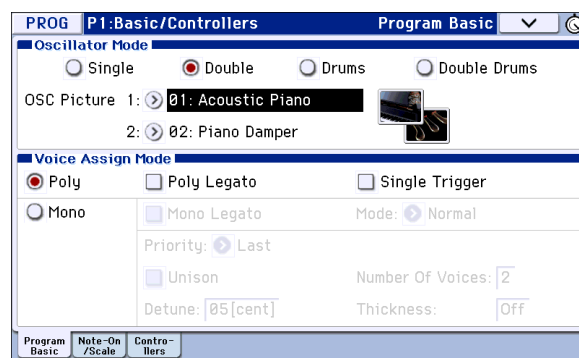 PROG P1:Basic/Controllers Program Basic
Oscillator Mode
Single Double Drums Double Drums
OSC Picture 1: 01: Acoustic Piano
2: 02: Piano Damper
Voice Assign Mode
Poly Poly Legato Single Trigger
Mono Mono Legato Mode: Normal
Priority: Last
Unison Number Of Voices: 2
Detune: 05[cent] Thickness: Off
Program Basic Note-On /Scale Contro- llers